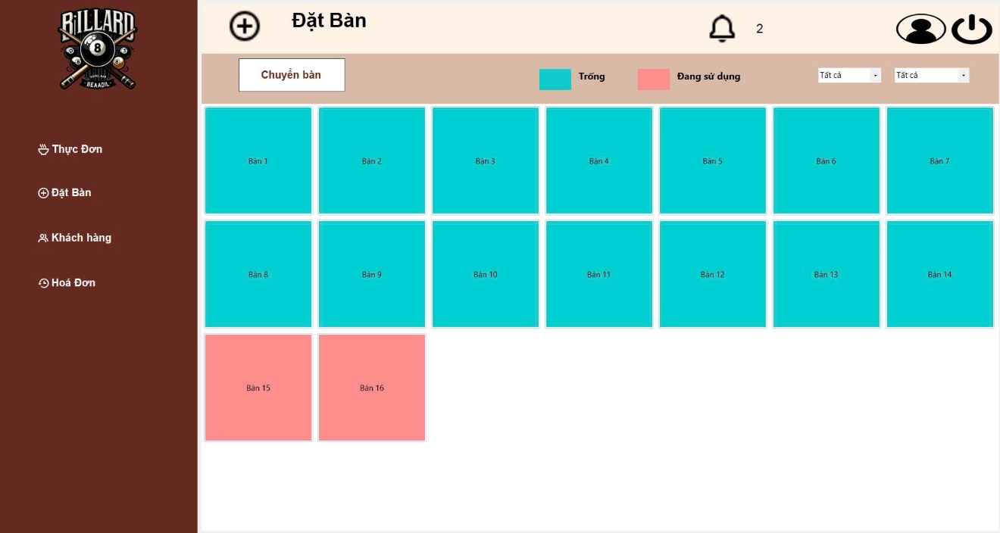 BILLARD
8
BEAADIL
Đặt Bàn
2
Chuyển bàn
Trống
Đang sử dụng
Tất cả
Tất cả
Thực Đơn
Đặt Bàn
Khách hàng
Hoá Đơn
Bàn 1
Bàn 2
Bàn 3
Bàn 4
Bàn 5
Bàn 6
Bàn 7
Bàn 8
Bàn 9
Bàn 10
Bàn 11
Bàn 12
Bàn 13
Bàn 14
Bàn 15
Bàn 16